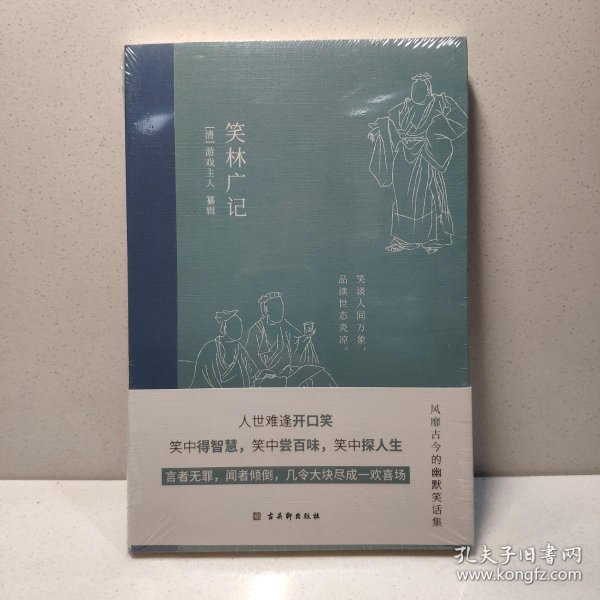 笑林广记
[清]游戏主人 纂辑
笑谈人间万象，
品读世态炎凉。
人世难逢开口笑
笑中得智慧，笑中尝百味，笑中探人生
言者无罪，闻者倾倒，几令大块尽成一欢喜场
古吴轩出版社
风靡古今的幽默笑话集
孔夫子旧书网
www.kongfz.com